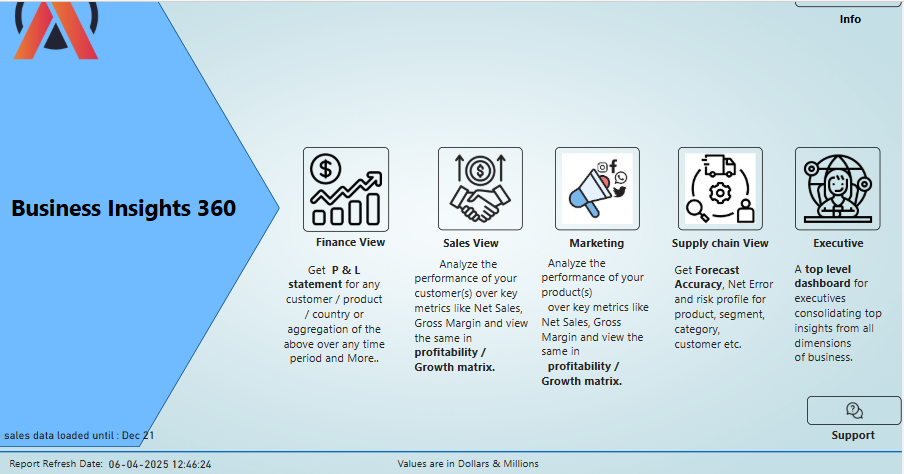 Info
Business Insights 360
Finance View
Get P & L
statement for any
customer / product
/ country or
aggregation of the
above over any time
period and More..
Sales View
Analyze the
performance of your
customer(s) over key
metrics like Net Sales,
Gross Margin and view
the same in
profitability /
Growth matrix.
Marketing
Analyze the
performance of your
product(s)
over key metrics like
Net Sales, Gross
Margin and view the
same in
profitability /
Growth matrix.
Supply chain View
Get Forecast
Accuracy, Net Error
and risk profile for
product, segment,
category,
customer etc.
Executive
A top level
dashboard for
executives
consolidating top
insights from all
dimensions
of business.
Support
sales data loaded until : Dec 21
Report Refresh Date: 06-04-2025 12:46:24
Values are in Dollars & Millions